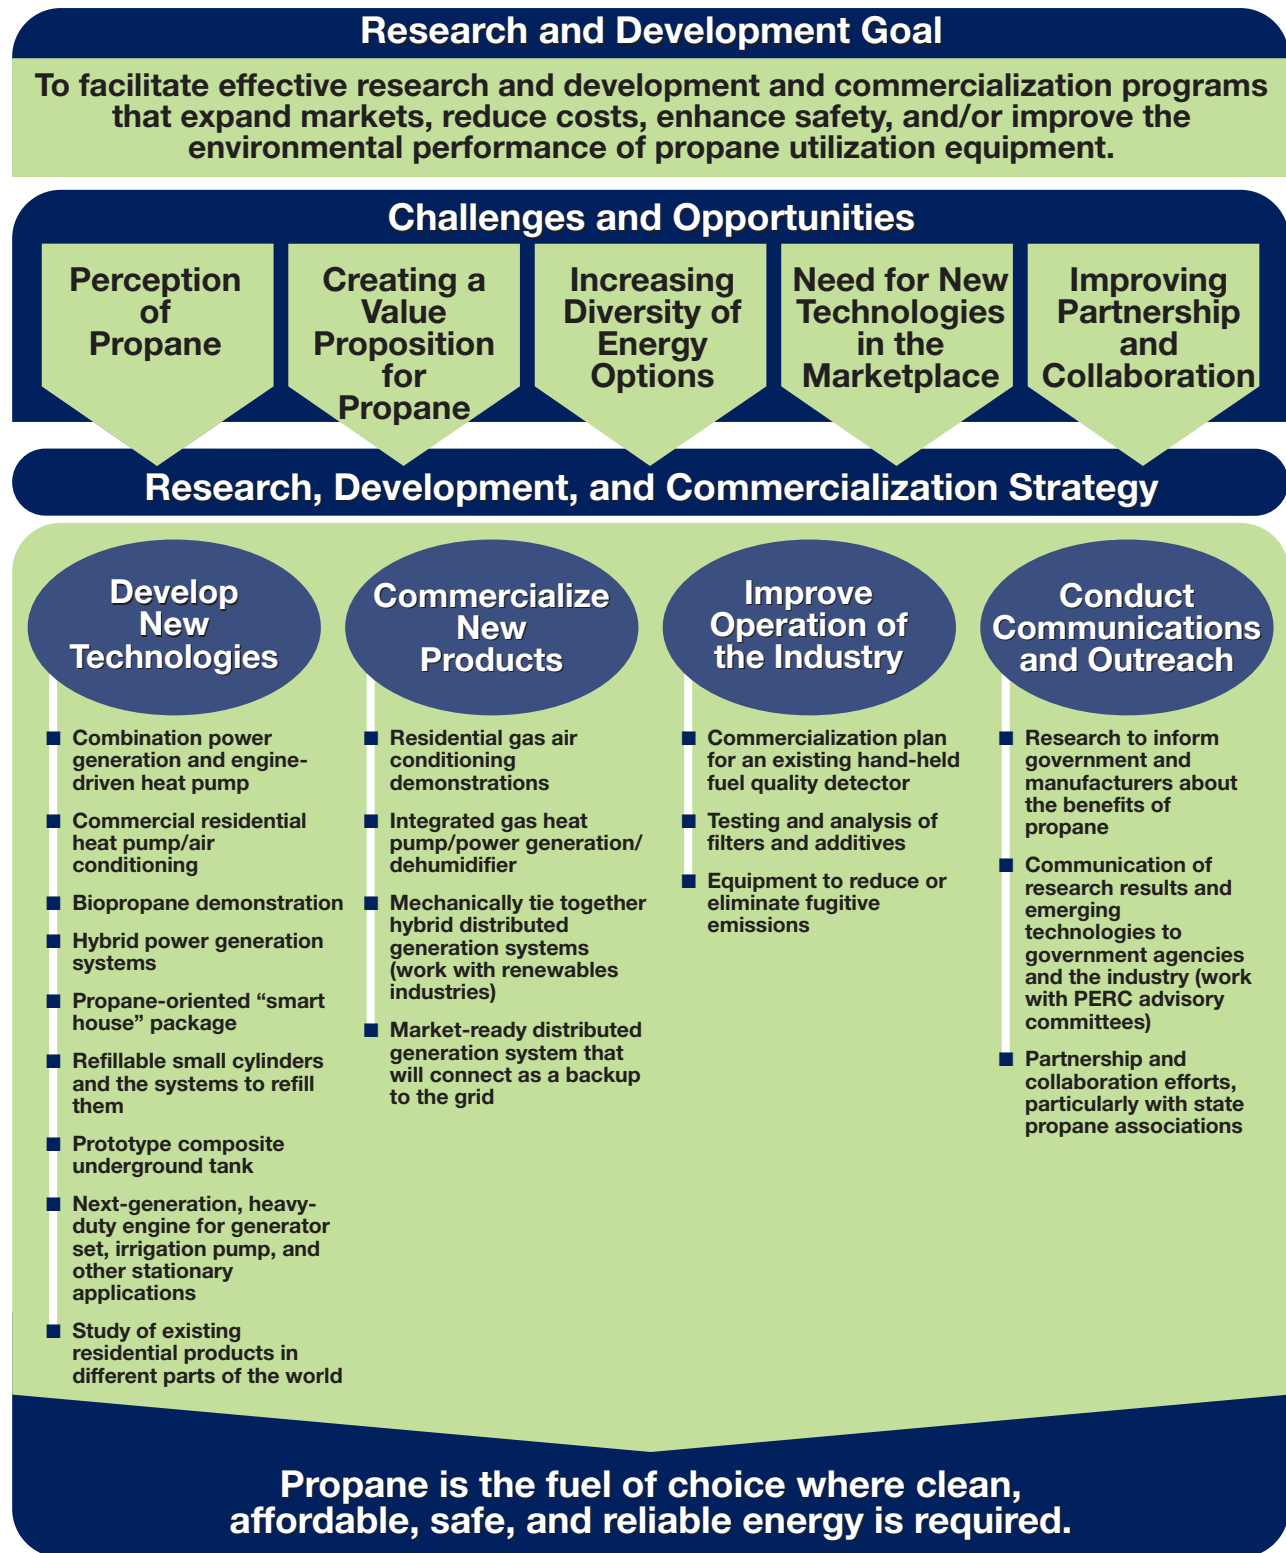 Research and Development Goal
To facilitate effective research and development and commercialization programs
that expand markets, reduce costs, enhance safety, and/or improve the
environmental performance of propane utilization equipment.
Challenges and Opportunities
Perception
of
Propane
Creating a
Value
Proposition
for
Propane
Increasing
Diversity of
Energy
Options
Need for New
Technologies
in the
Marketplace
Improving
Partnership
and
Collaboration
Research, Development, and Commercialization Strategy
Develop
New
Technologies
■ Combination power
generation and engine-
driven heat pump
■ Commercial residential
heat pump/air
conditioning
■ Biopropane demonstration
■ Hybrid power generation
systems
■ Propane-oriented “smart
house” package
■ Refillable small cylinders
and the systems to refill
them
■ Prototype composite
underground tank
■ Next-generation, heavy-
duty engine for generator
set, irrigation pump, and
other stationary
applications
■ Study of existing
residential products in
different parts of the world
Commercialize
New
Products
■ Residential gas air
conditioning
demonstrations
■ Integrated gas heat
pump/power generation/
dehumidifier
■ Mechanically tie together
hybrid distributed
generation systems
(work with renewables
industries)
■ Market-ready distributed
generation system that
will connect as a backup
to the grid
Improve
Operation of
the Industry
■ Commercialization plan
for an existing hand-held
fuel quality detector
■ Testing and analysis of
filters and additives
■ Equipment to reduce or
eliminate fugitive
emissions
Conduct
Communications
and Outreach
■ Research to inform
government and
manufacturers about
the benefits of
propane
■ Communication of
research results and
emerging
technologies to
government agencies
and the industry (work
with PERC advisory
committees)
■ Partnership and
collaboration efforts,
particularly with state
propane associations
Propane is the fuel of choice where clean,
affordable, safe, and reliable energy is required.